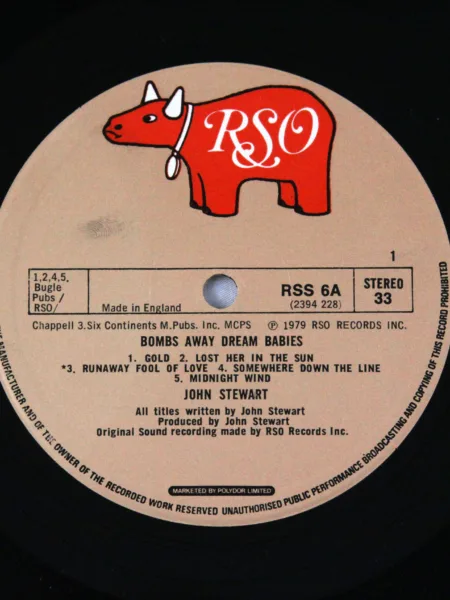 RSO
1
1,2,4,5,
Bugle
Pubs /
RSO/
Made in England
RSS 6A
(2394 228)
STEREO
33
Chappell 3.Six Continents M.Pubs. Inc. MCPS ℗ 1979 RSO RECORDS INC.
BOMBS AWAY DREAM BABIES
1. GOLD 2. LOST HER IN THE SUN
*3. RUNAWAY FOOL OF LOVE 4. SOMEWHERE DOWN THE LINE
5. MIDNIGHT WIND
JOHN STEWART
All titles written by John Stewart
Produced by John Stewart
Original Sound recording made by RSO Records Inc.
MARKETED BY POLYDOR LIMITED
MANUFACTURER AND OF THE OWNER OF THE RECORDED WORK RESERVED UNAUTHORISED PUBLIC PERFORMANCE BROADCASTING AND COPYING OF THIS RECORD PROHIBITED